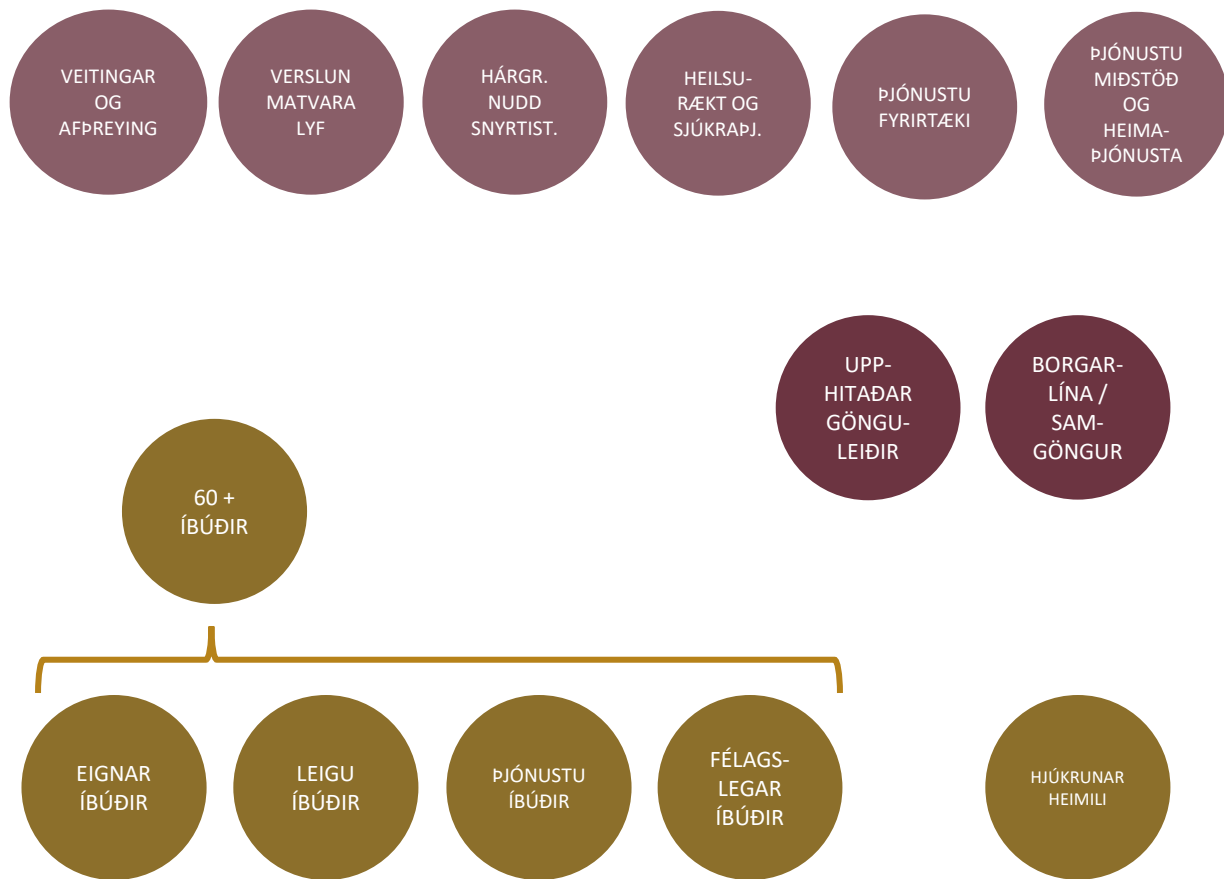 VEITINGAR
OG
AFÞREYING
VERSLUN
MATVARA
LYF
HÁRGR.
NUDD
SNYRTIST.
HEILSU-
RÆKT OG
SJÚKRAÞJ.
ÞJÓNUSTU
FYRIRTÆKI
ÞJÓNUSTU
MIÐSTÖÐ
OG
HEIMA-
ÞJÓNUSTA
UPP-
HITAÐAR
GÖNGU-
LEIÐIR
BORGAR-
LÍNA /
SAM-
GÖNGUR
60 +
ÍBÚÐIR
EIGNAR
ÍBÚÐIR
LEIGU
ÍBÚÐIR
ÞJÓNUSTU
ÍBÚÐIR
FÉLAGS-
LEGAR
ÍBÚÐIR
HJÚKRUNAR
HEIMILI